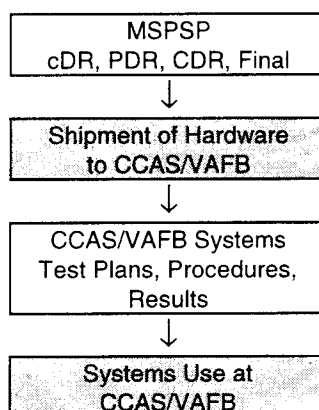 MSPSP
cDR, PDR, CDR, Final
Shipment of Hardware
to CCAS/VAFB
CCAS/VAFB Systems
Test Plans, Procedures,
Results
Systems Use at
CCAS/VAFB